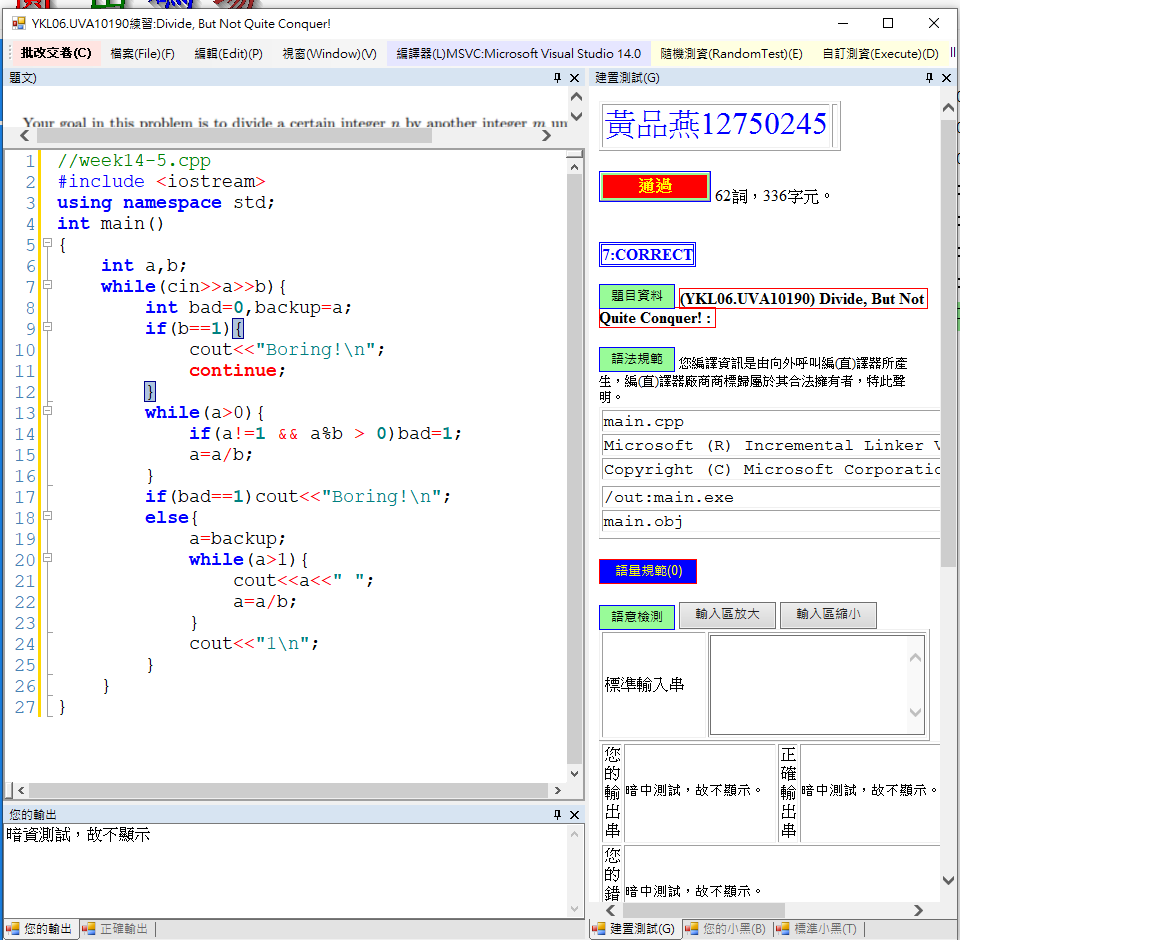 YKL06.UVA10190練習:Divide, But Not Quite Conquer!
批改交卷(C) 檔案(File)(F) 編輯(Edit)(P) 視窗(Window)(V) 編譯器(L)MSVC:Microsoft Visual Studio 14.0 隨機測資(RandomTest)(E) 自訂測資(Execute)(D)
題文)
Your goal in this problem is to divide a certain integer n by another integer m un
1 //week14-5.cpp
2 #include <iostream>
3 using namespace std;
4 int main()
5 {
6 int a,b;
7 while(cin>>a>>b){
8 int bad=0,backup=a;
9 if(b==1){
10 cout<<"Boring!\n";
11 continue;
12 }
13 while(a>0){
14 if(a!=1 && a%b > 0)bad=1;
15 a=a/b;
16 }
17 if(bad==1)cout<<"Boring!\n";
18 else{
19 a=backup;
20 while(a>1){
21 cout<<a<<" ";
22 a=a/b;
23 }
24 cout<<"1\n";
25 }
26 }
27 }
您的輸出
暗資測試，故不顯示
您的輸出 正確輸出
建置測試(G)
黃品燕12750245
通過 62詞，336字元。
7:CORRECT
題目資料 (YKL06.UVA10190) Divide, But Not
Quite Conquer! :
語法規範 您編譯資訊是由向外呼叫編(直)譯器所產
生，編(直)譯器廠商商標歸屬於其合法擁有者，特此聲
明。
main.cpp
Microsoft (R) Incremental Linker V
Copyright (C) Microsoft Corporatic
/out:main.exe
main.obj
語量規範(0)
語意檢測 輸入區放大 輸入區縮小
標準輸入串
您的輸出串 暗中測試，故不顯示。 正確輸出串 暗中測試，故不顯示。
您的錯 暗中測試，故不顯示。
建置測試(G) 您的小黑(B) 標準小黑(T)